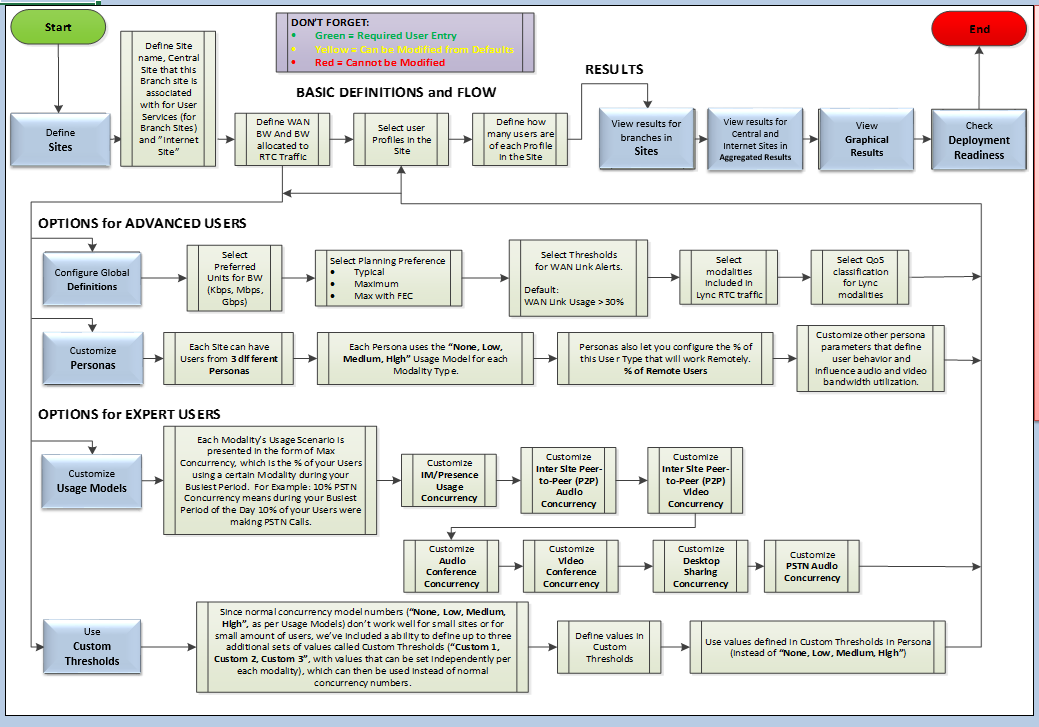 Start
DON'T FORGET:
• Green = Required User Entry
• Yellow = Can be Modified from Defaults
• Red = Cannot be Modified
End
RESULTS
BASIC DEFINITIONS and FLOW
Define
Sites
Define Site
name, Central
Site that this
Branch site is
associated
with for User
Services (for
Branch Sites)
and "Internet
Site"
Define WAN
BW And BW
allocated to
RTC Traffic
Select user
Profiles in the
Site
Define how
many users are
of each Profile
in the Site
View results for
branches in
Sites
View results for
Central and
Internet Sites in
Aggregated Results
View
Graphical
Results
Check
Deployment
Readiness
OPTIONS for ADVANCED USERS
Configure Global
Definitions
Select
Preferred
Units for BW
(Kbps, Mbps,
Gbps)
Select Planning Preference
• Typical
• Maximum
• Max with FEC
Select Thresholds
for WAN Link Alerts.
Default:
WAN Link Usage > 30%
Select
modalities
included in
Lync RTC traffic
Select QoS
classification
for Lync
modalities
Customize
Personas
Each Site can have
Users from 3 different
Personas
Each Persona uses the "None, Low,
Medium, High" Usage Model for each
Modality Type.
Personas also let you configure the % of
this User Type that will work Remotely.
% of Remote Users
Customize other persona
parameters that define
user behavior and
influence audio and video
bandwidth utilization.
OPTIONS for EXPERT USERS
Customize
Usage Models
Each Modality's Usage Scenario is
presented in the form of Max
Concurrency, which is the % of your Users
using a certain Modality during your
Busiest Period. For Example: 10% PSTN
Concurrency means during your Busiest
Period of the Day 10% of your Users were
making PSTN Calls.
Customize
IM/Presence
Usage
Concurrency
Customize
Inter Site Peer-
to-Peer (P2P)
Audio
Concurrency
Customize
Inter Site Peer-
to-Peer (P2P)
Video
Concurrency
Customize
Audio
Conference
Concurrency
Customize
Video
Conference
Concurrency
Customize
Desktop
Sharing
Concurrency
Customize
PSTN Audio
Concurrency
Use
Custom
Thresholds
Since normal concurrency model numbers ("None, Low, Medium,
High", as per Usage Models) don't work well for small sites or for
small amount of users, we've included a ability to define up to three
additional sets of values called Custom Thresholds ("Custom 1,
Custom 2, Custom 3", with values that can be set independently per
each modality), which can then be used instead of normal
concurrency numbers.
Define values in
Custom
Thresholds
Use values defined in Custom Thresholds in Persona
(instead of "None, Low, Medium, High")